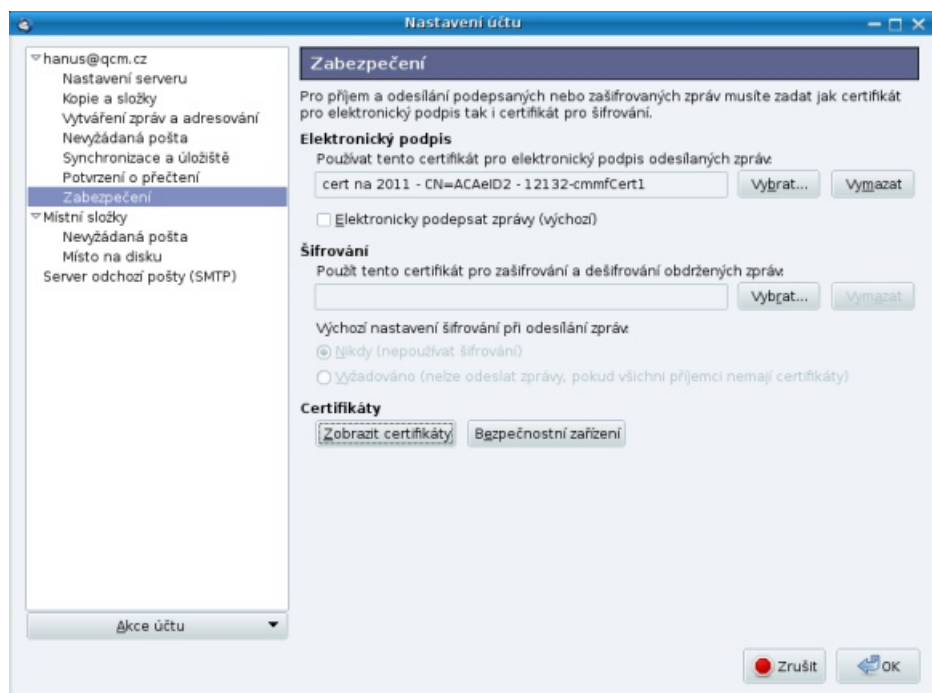 Nastavení účtu
hanus@qcm.cz
Nastavení serveru
Kopie a složky
Vytváření zpráv a adresování
Nevyžádaná pošta
Synchronizace a úložiště
Potvrzení o přečtení
Zabezpečení
Místní složky
Nevyžádaná pošta
Místo na disku
Server odchozí pošty (SMTP)
Akce účtu
Zabezpečení
Pro příjem a odesílání podepsaných nebo zašifrovaných zpráv musíte zadat jak certifikát
pro elektronický podpis tak i certifikát pro šifrování.
Elektronický podpis
Používat tento certifikát pro elektronický podpis odesílaných zpráv:
cert na 2011 - CN=ACAeID2 - 12132-cmmfCert1 Vybrat... Vymazat
Elektronicky podepsat zprávy (výchozí)
Šifrování
Použít tento certifikát pro zašifrování a dešifrování obdržených zpráv:
Vybrat... Vymazat
Výchozí nastavení šifrování při odesílání zpráv:
Nikdy (nepoužívat šifrování)
Vyžadováno (nelze odeslat zprávy, pokud všichni příjemci nemají certifikáty)
Certifikáty
Zobrazit certifikáty Bezpečnostní zařízení
Zrušit OK